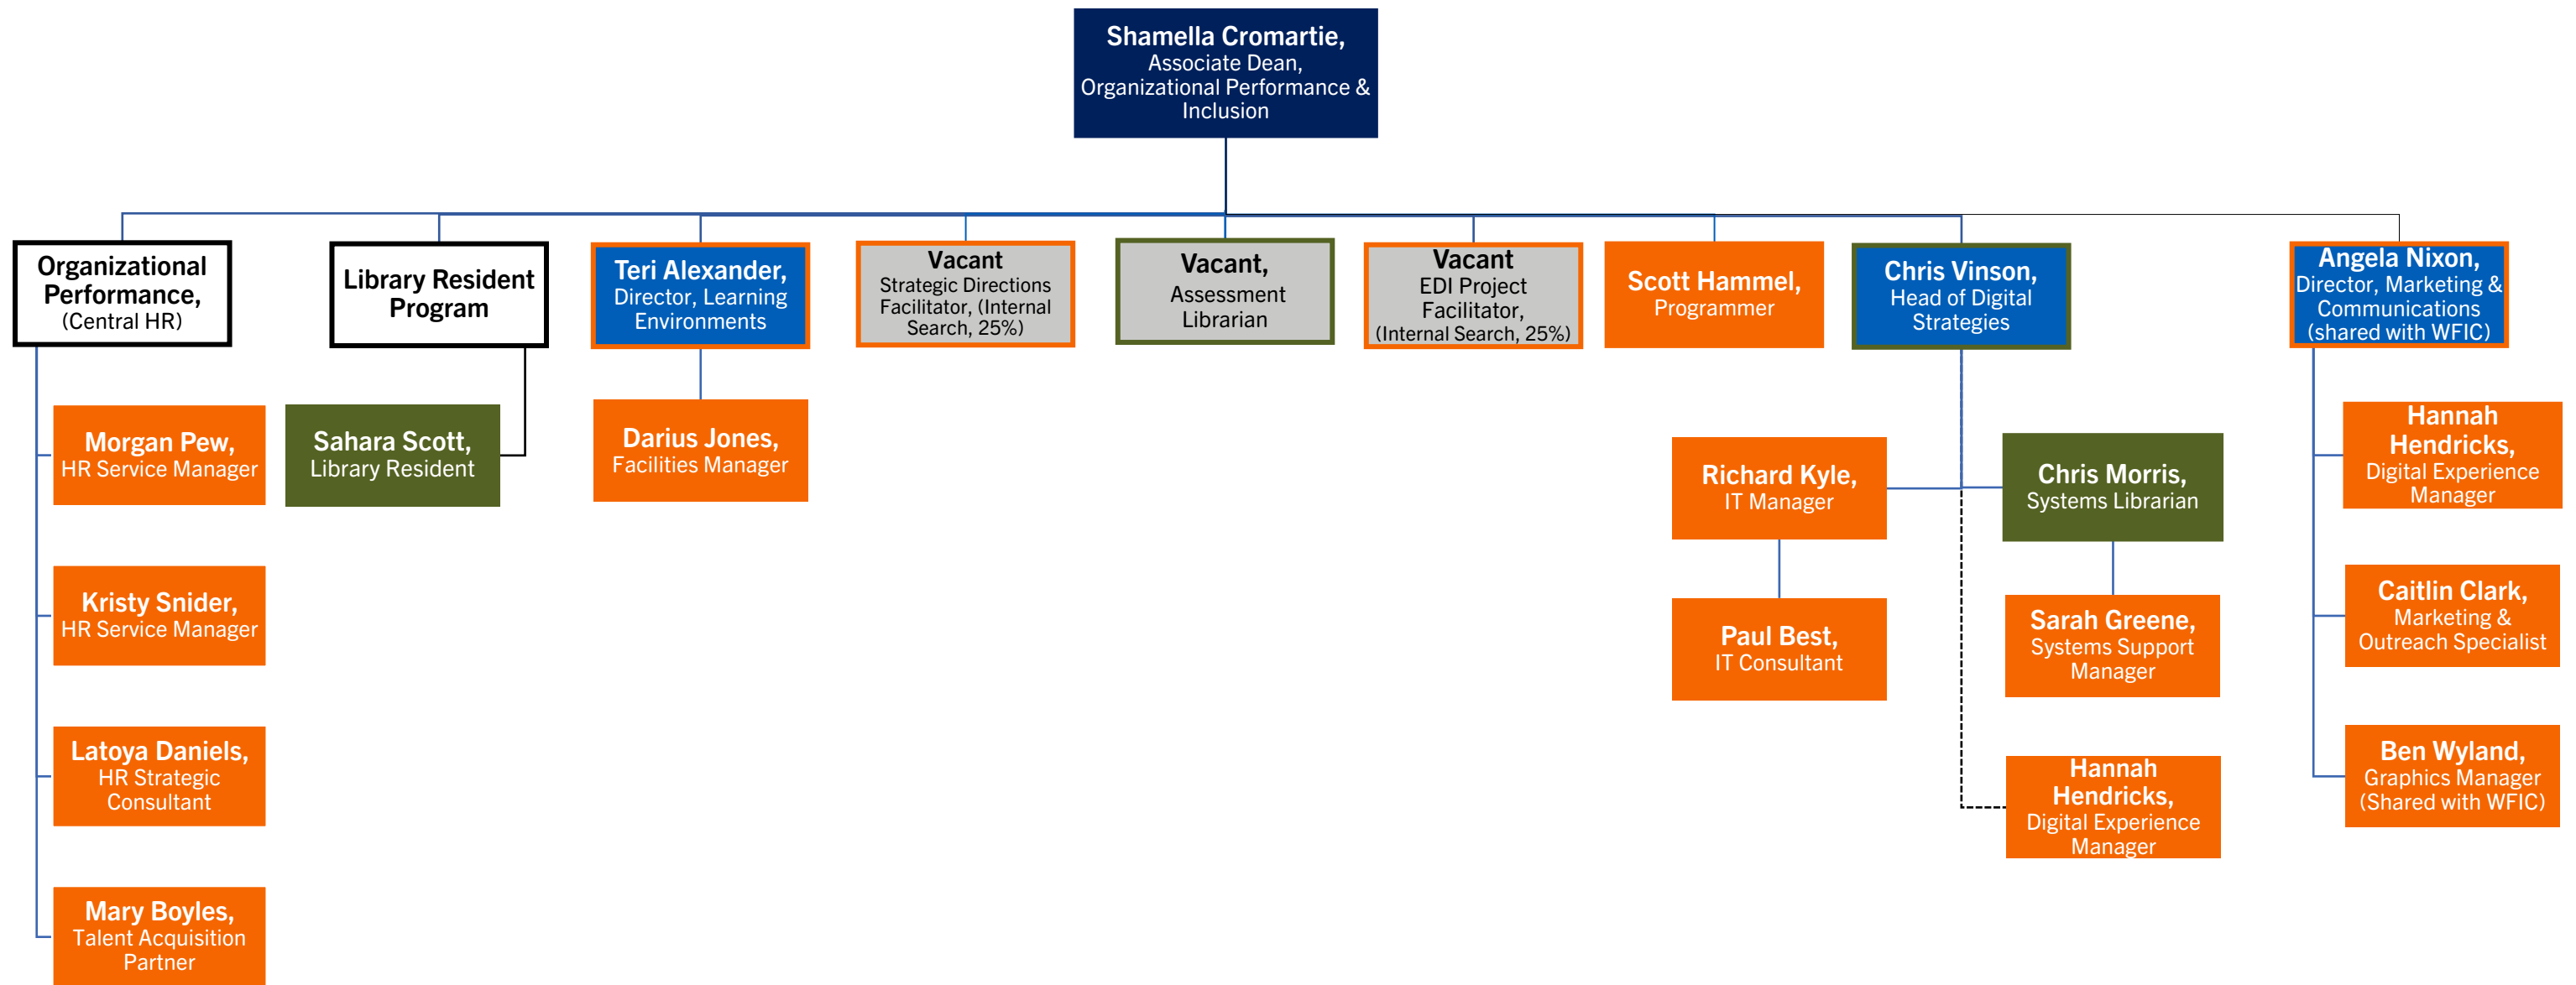 Shamella Cromartie,
Associate Dean,
Organizational Performance &
Inclusion
Organizational
Performance,
(Central HR)
Library Resident
Program
Teri Alexander,
Director, Learning
Environments
Vacant
Strategic Directions
Facilitator, (Internal
Search, 25%)
Vacant,
Assessment
Librarian
Vacant
EDI Project
Facilitator,
(Internal Search, 25%)
Scott Hammel,
Programmer
Chris Vinson,
Head of Digital
Strategies
Angela Nixon,
Director, Marketing &
Communications
(shared with WFIC)
Morgan Pew,
HR Service Manager
Sahara Scott,
Library Resident
Darius Jones,
Facilities Manager
Richard Kyle,
IT Manager
Chris Morris,
Systems Librarian
Hannah
Hendricks,
Digital Experience
Manager
Kristy Snider,
HR Service Manager
Paul Best,
IT Consultant
Sarah Greene,
Systems Support
Manager
Caitlin Clark,
Marketing &
Outreach Specialist
Latoya Daniels,
HR Strategic
Consultant
Hannah
Hendricks,
Digital Experience
Manager
Ben Wyland,
Graphics Manager
(Shared with WFIC)
Mary Boyles,
Talent Acquisition
Partner